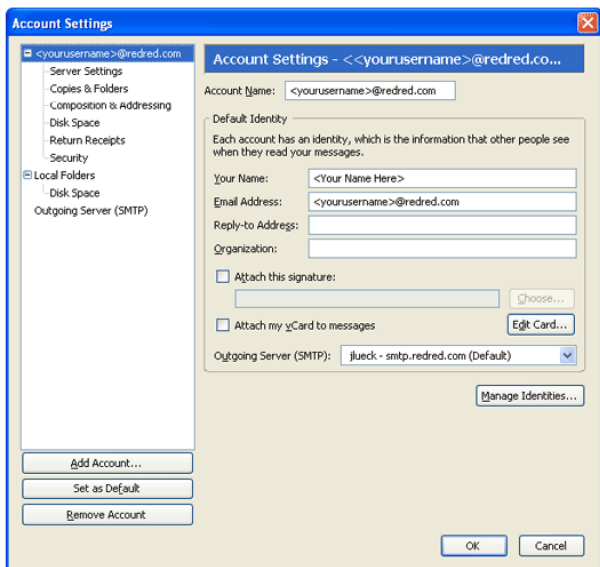 Account Settings
<yourusername>@redred.com
Server Settings
Copies & Folders
Composition & Addressing
Disk Space
Return Receipts
Security
Local Folders
Disk Space
Outgoing Server (SMTP)
Add Account...
Set as Default
Remove Account
Account Settings - <<yourusername>@redred.co...
Account Name: <yourusername>@redred.com
Default Identity
Each account has an identity, which is the information that other people see
when they read your messages.
Your Name: <Your Name Here>
Email Address: <yourusername>@redred.com
Reply-to Address:
Organization:
Attach this signature:
Choose...
Attach my vCard to messages
Edit Card...
Outgoing Server (SMTP): jlueck - smtp.redred.com (Default)
Manage Identities...
OK Cancel